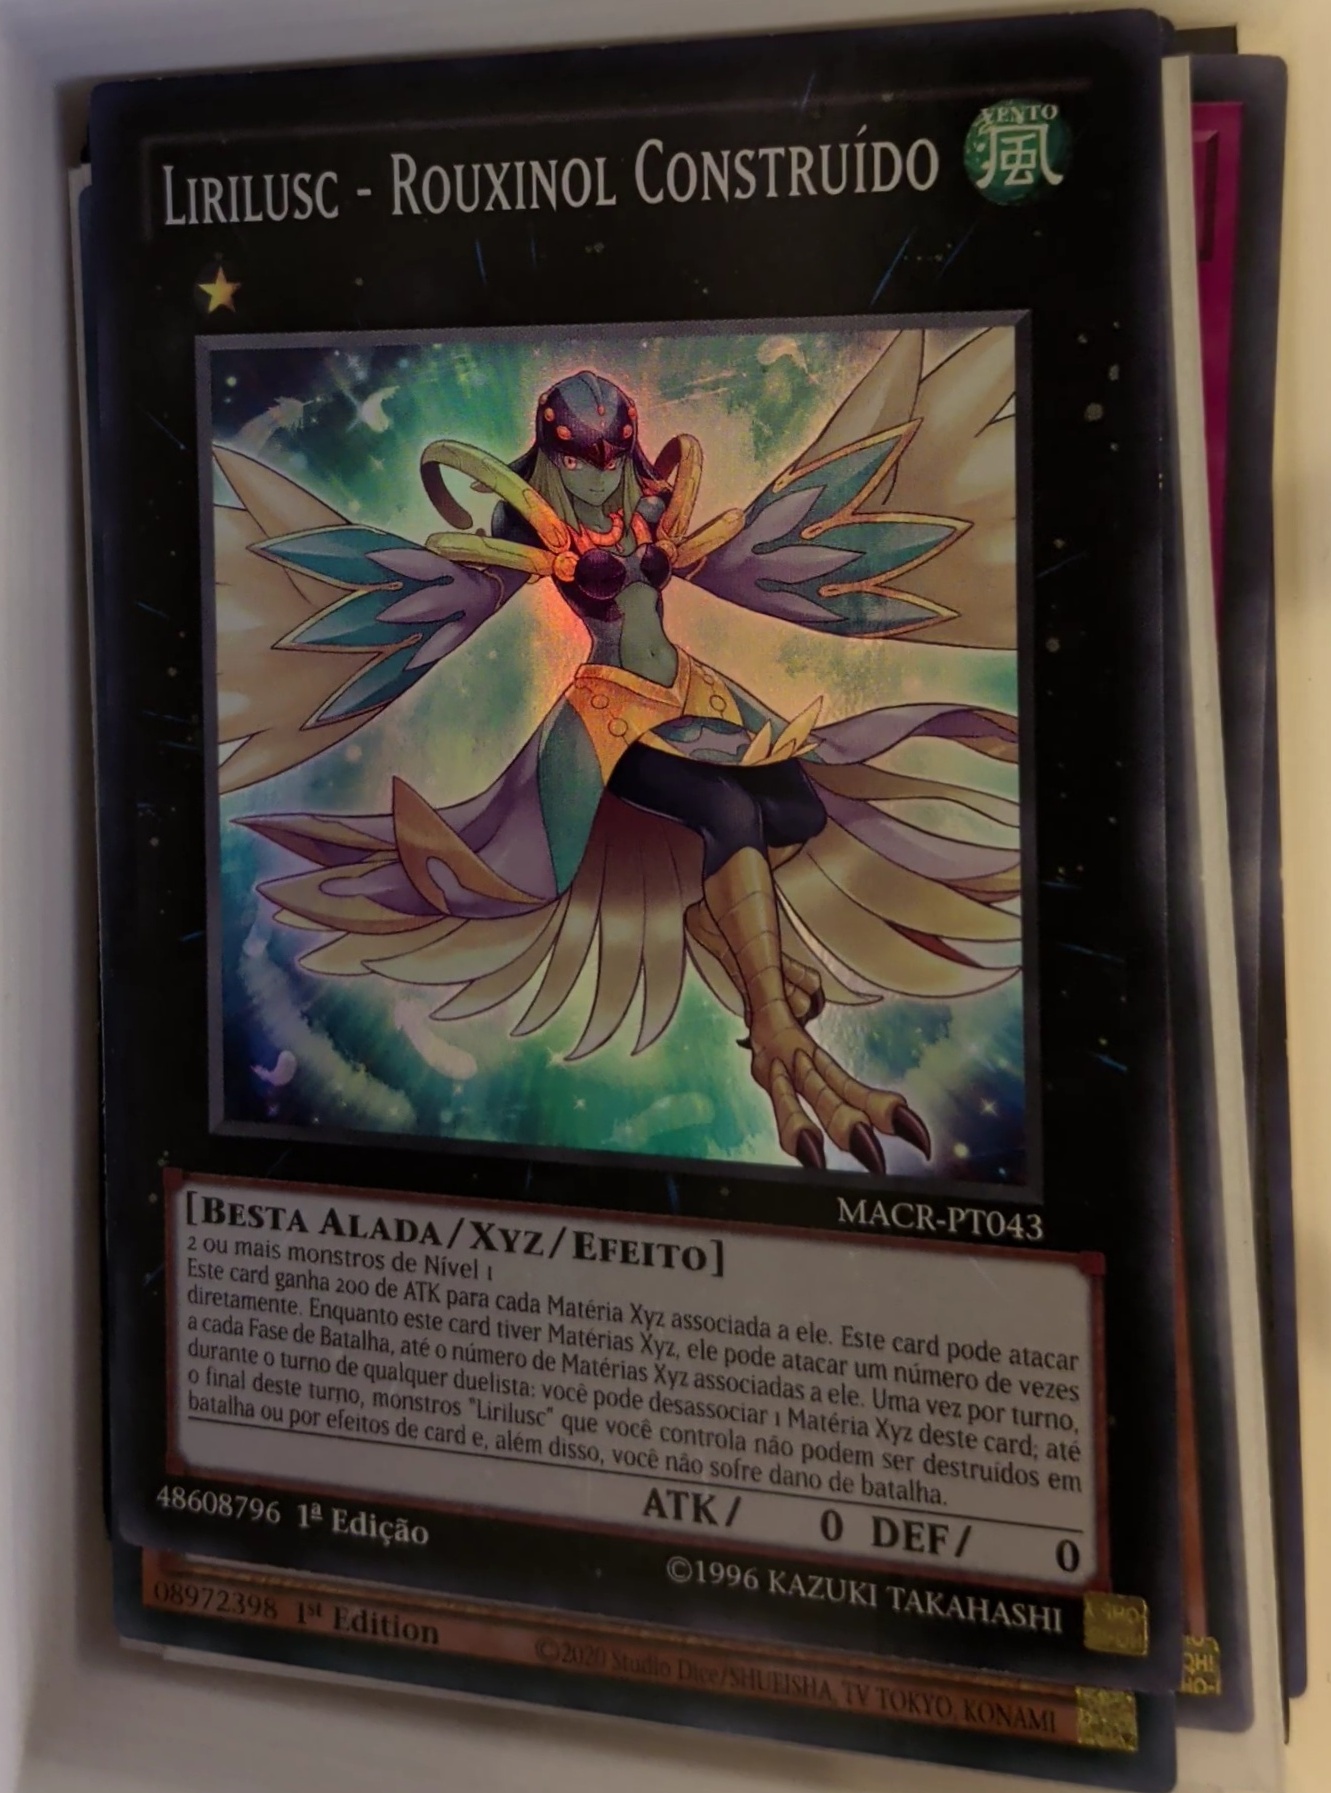 LIRILUSC - ROUXINOL CONSTRUÍDO
VENTO
風
MACR-PT043
[BESTA ALADA/XYZ/EFEITO]
2 ou mais monstros de Nível 1
Este card ganha 200 de ATK para cada Matéria Xyz associada a ele. Este card pode atacar
diretamente. Enquanto este card tiver Matérias Xyz, ele pode atacar um número de vezes
a cada Fase de Batalha, até o número de Matérias Xyz associadas a ele. Uma vez por turno,
durante o turno de qualquer duelista: você pode desassociar 1 Matéria Xyz deste card; até
o final deste turno, monstros "Lirilusc" que você controla não podem ser destruídos em
batalha ou por efeitos de card e, além disso, você não sofre dano de batalha.
ATK/ 0 DEF/ 0
48608796 1ª Edição
©1996 KAZUKI TAKAHASHI
08972398 1st Edition
©2020 Studio Dice/SHUEISHA, TV TOKYO, KONAMI